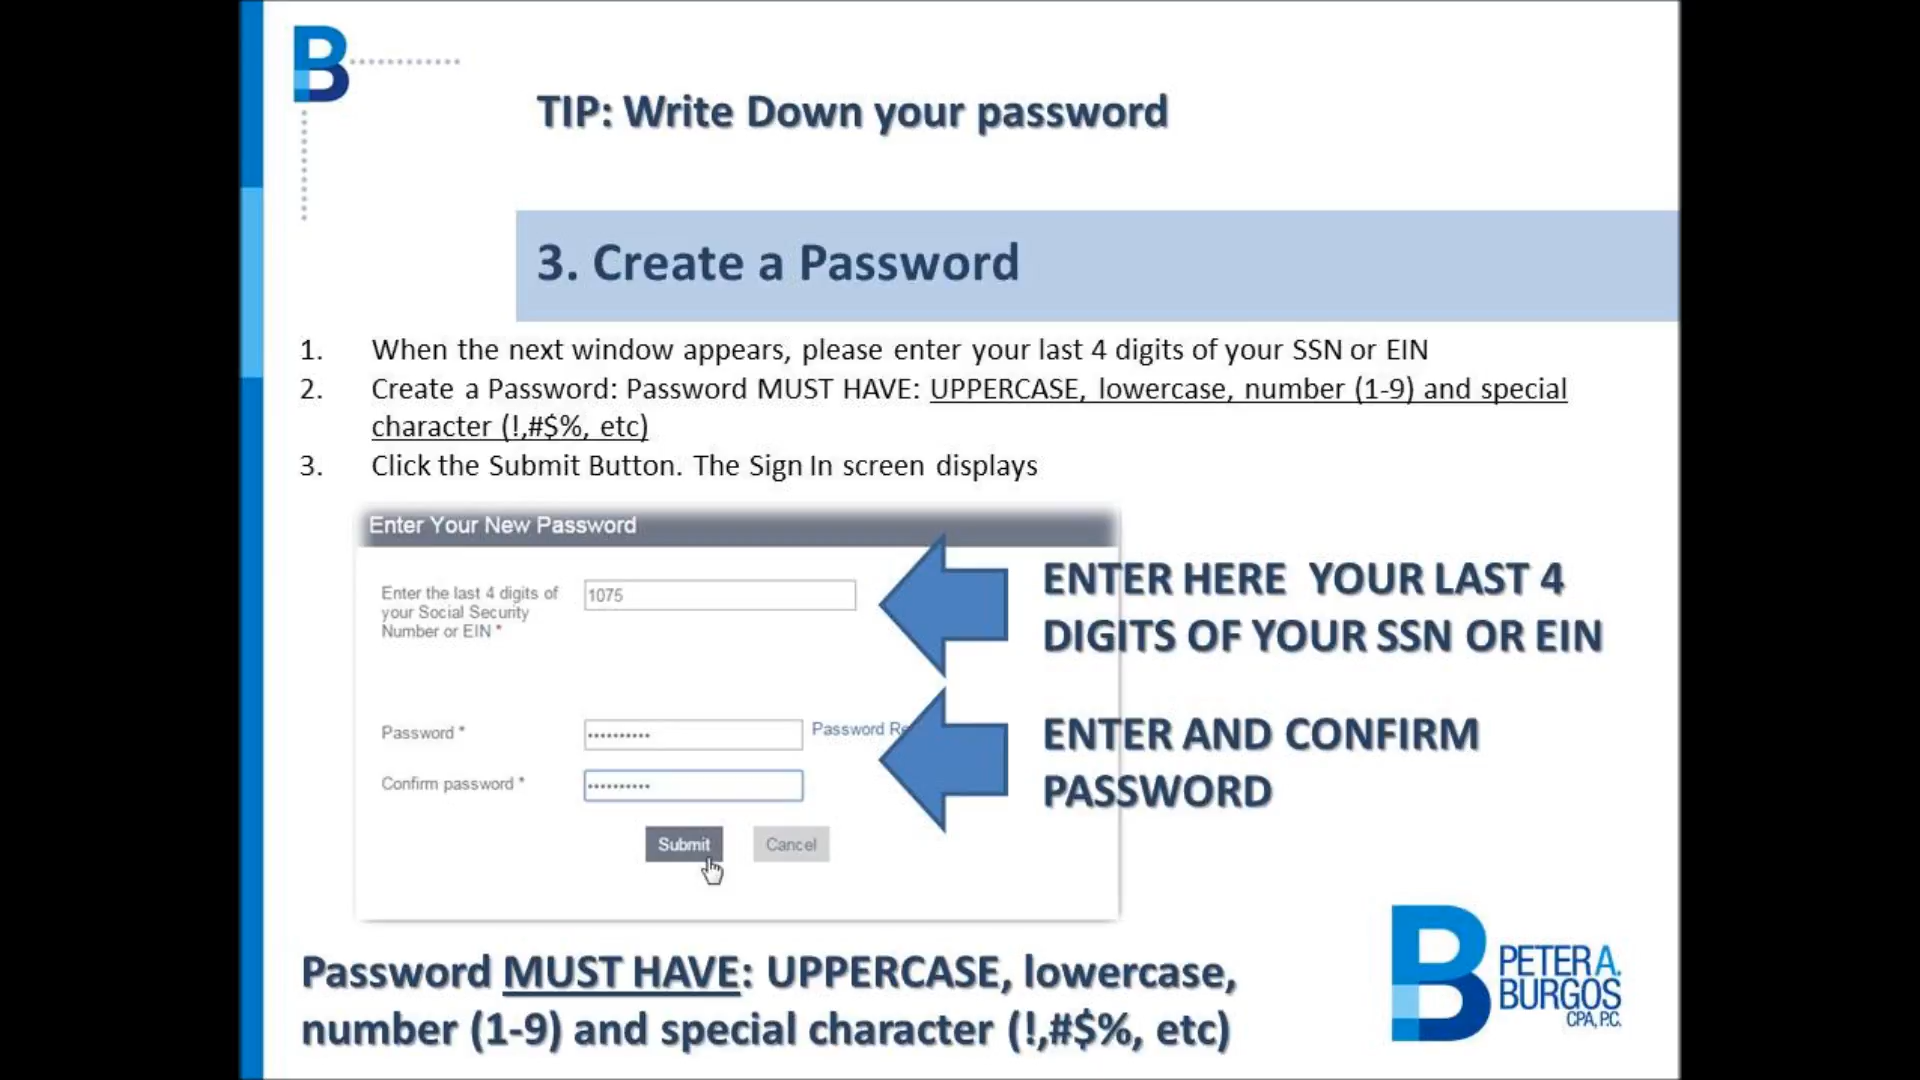 B
TIP: Write Down your password
3. Create a Password
1. When the next window appears, please enter your last 4 digits of your SSN or EIN
2. Create a Password: Password MUST HAVE: UPPERCASE, lowercase, number (1-9) and special
character (!,#$%, etc)
3. Click the Submit Button. The Sign In screen displays
Enter Your New Password
Enter the last 4 digits of
your Social Security
Number or EIN *
1075
ENTER HERE YOUR LAST 4
DIGITS OF YOUR SSN OR EIN
Password *
••••••••••
Password
Confirm password *
••••••••••
ENTER AND CONFIRM
PASSWORD
Submit
Cancel
Password MUST HAVE: UPPERCASE, lowercase,
number (1-9) and special character (!,#$%, etc)
B
PETER A.
BURGOS
CPA, P.C.